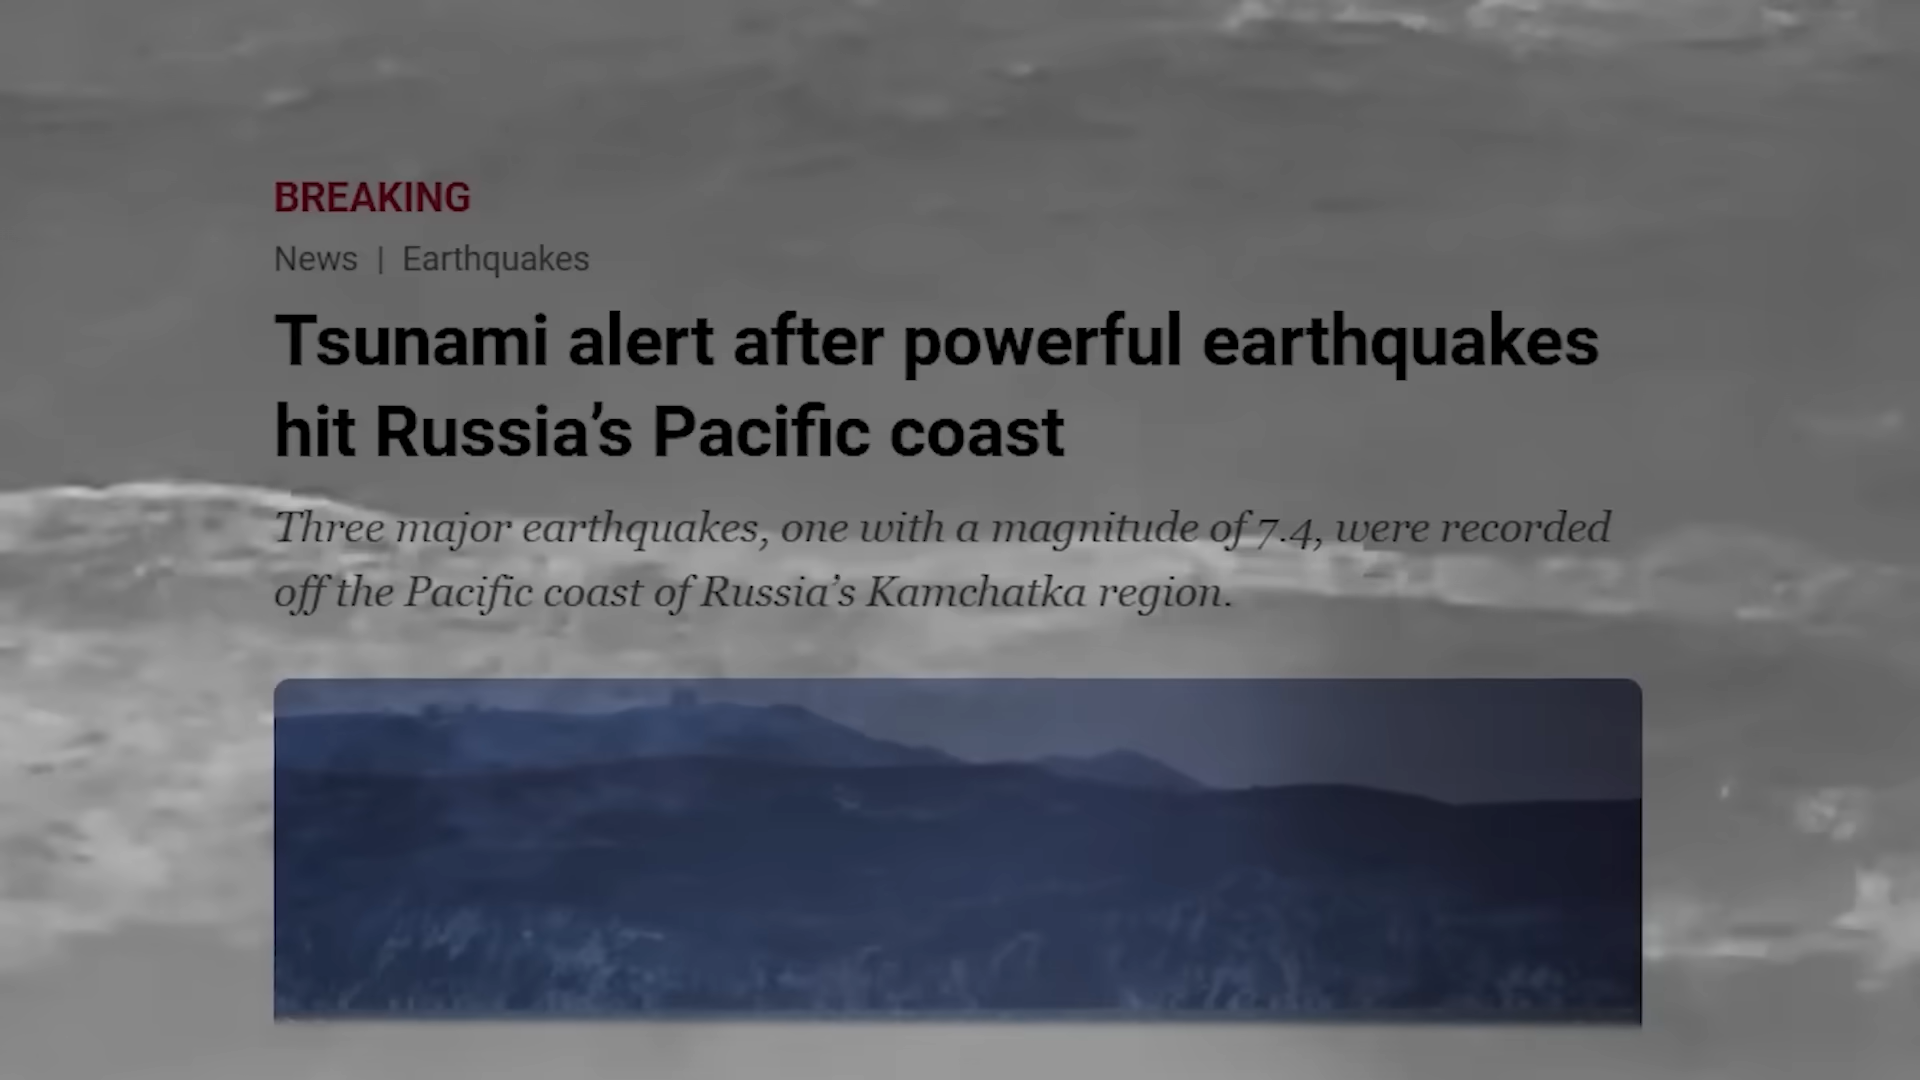 BREAKING
News | Earthquakes
Tsunami alert after powerful earthquakes
hit Russia’s Pacific coast
Three major earthquakes, one with a magnitude of 7.4, were recorded
off the Pacific coast of Russia’s Kamchatka region.